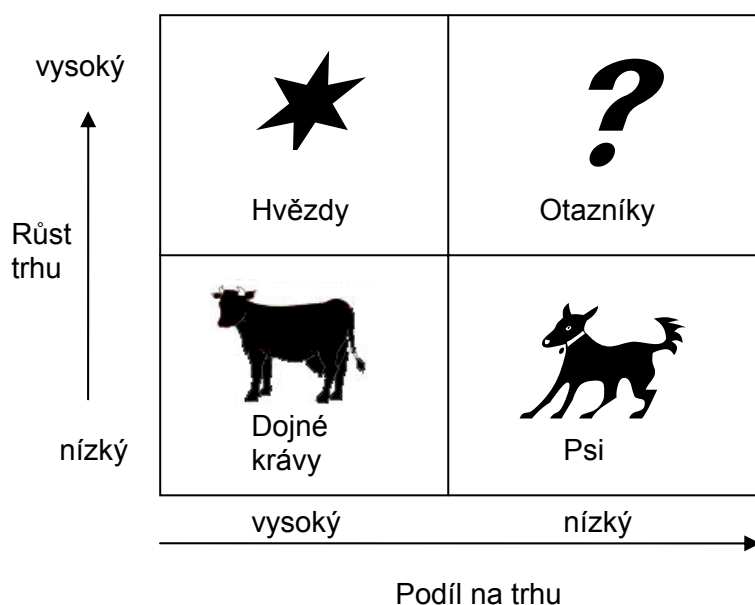 vysoký
Hvězdy
Otazníky
Růst
trhu
Dojné
krávy
Psi
nízký
vysoký
nízký
Podíl na trhu